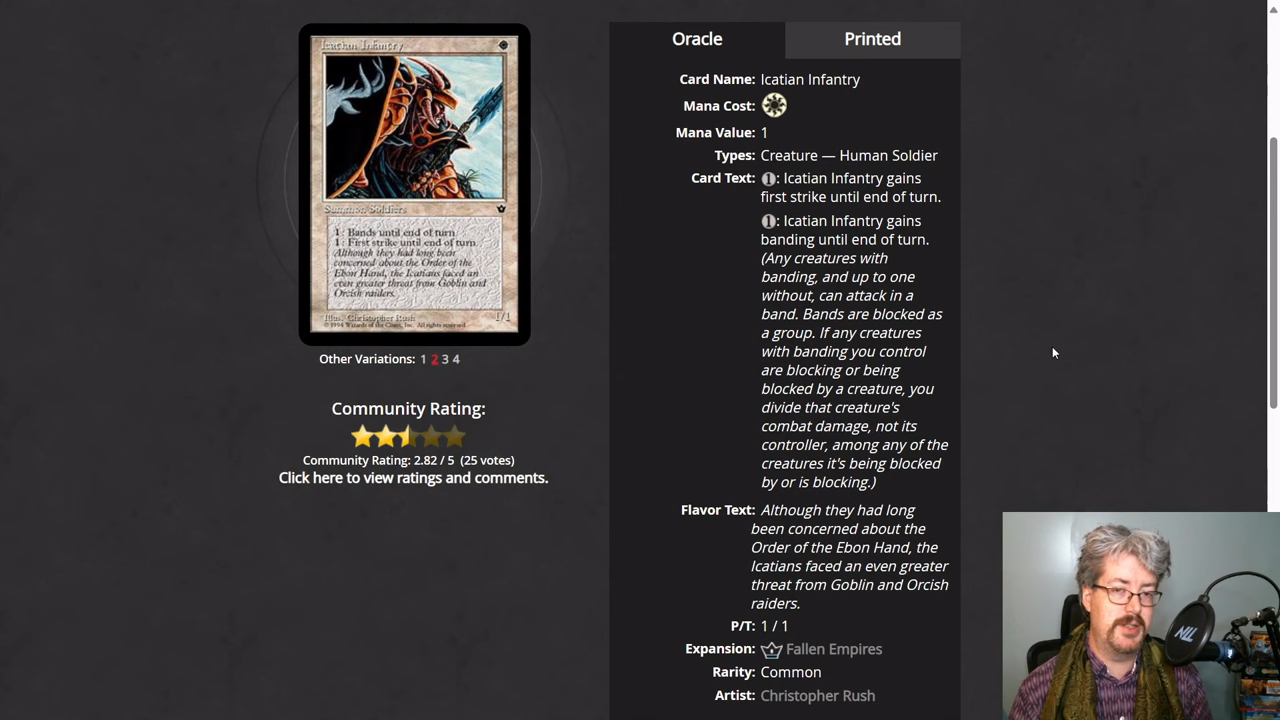 Oracle
Printed
Icatian Infantry
Summon Soldiers
1 : Bands until end of turn
1 : First strike until end of turn.
Although they had long been
concerned about the Order of the
Ebon Hand, the Icatians faced an
even greater threat from Goblin and
Orcish raiders.
Illus. Christopher Rush
1/1
© 1994 Wizards of the Coast, Inc. All rights reserved.
Other Variations: 1 2 3 4
Community Rating:
Community Rating: 2.82 / 5 (25 votes)
Click here to view ratings and comments.
Card Name: Icatian Infantry
Mana Cost:
Mana Value: 1
Types: Creature — Human Soldier
Card Text: 1: Icatian Infantry gains
first strike until end of turn.
1: Icatian Infantry gains
banding until end of turn.
(Any creatures with
banding, and up to one
without, can attack in a
band. Bands are blocked as
a group. If any creatures
with banding you control
are blocking or being
blocked by a creature, you
divide that creature's
combat damage, not its
controller, among any of the
creatures it's being blocked
by or is blocking.)
Flavor Text: Although they had long
been concerned about the
Order of the Ebon Hand, the
Icatians faced an even greater
threat from Goblin and Orcish
raiders.
P/T: 1 / 1
Expansion: Fallen Empires
Rarity: Common
Artist: Christopher Rush